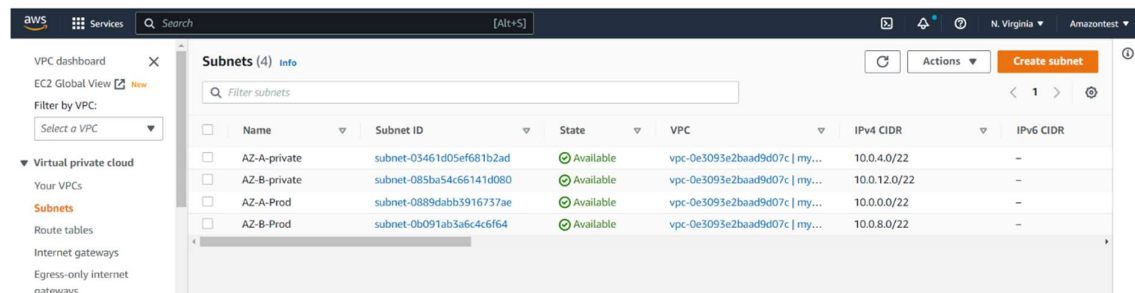 aws Services Search [Alt+S] N. Virginia Amazontest
VPC dashboard
EC2 Global View New
Filter by VPC:
Select a VPC
Virtual private cloud
Your VPCs
Subnets
Route tables
Internet gateways
Egress-only internet
gateways
Subnets (4) Info
Actions
Create subnet
Filter subnets
1
Name Subnet ID State VPC IPv4 CIDR IPv6 CIDR
AZ-A-private subnet-03461d05ef681b2ad Available vpc-0e3093e2baad9d07c | my... 10.0.4.0/22 –
AZ-B-private subnet-085ba54c66141d080 Available vpc-0e3093e2baad9d07c | my... 10.0.12.0/22 –
AZ-A-Prod subnet-0889dabb3916737ae Available vpc-0e3093e2baad9d07c | my... 10.0.0.0/22 –
AZ-B-Prod subnet-0b091ab3a6c4c6f64 Available vpc-0e3093e2baad9d07c | my... 10.0.8.0/22 –